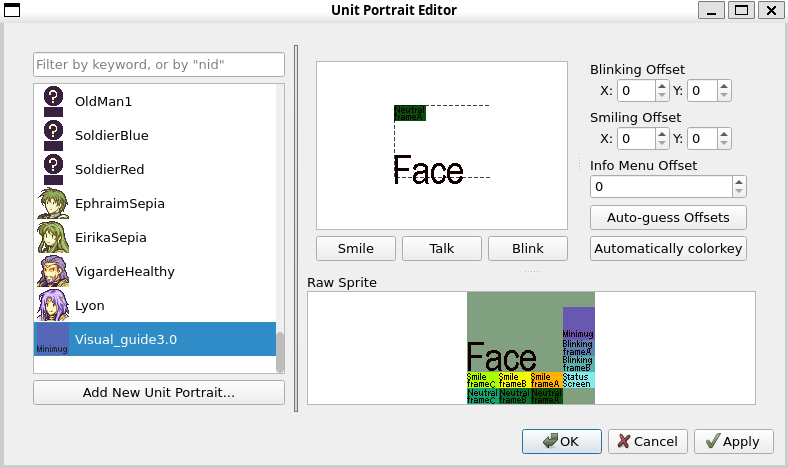 Unit Portrait Editor
Filter by keyword, or by "nid"
OldMan1
SoldierBlue
SoldierRed
EphraimSepia
EirikaSepia
VigardeHealthy
Lyon
Minimug
Visual_guide3.0
Add New Unit Portrait...
Neutral
frameA
Face
Smile
Talk
Blink
Blinking Offset
X: 0 Y: 0
Smiling Offset
X: 0 Y: 0
Info Menu Offset
0
Auto-guess Offsets
Automatically colorkey
Raw Sprite
Face
Minimug
Blinking
frameA
Blinking
frameB
Smile
frameC
Smile
frameB
Smile
frameA
Status
Screen
Neutral
frameC
Neutral
frameB
Neutral
frameA
OK
Cancel
Apply